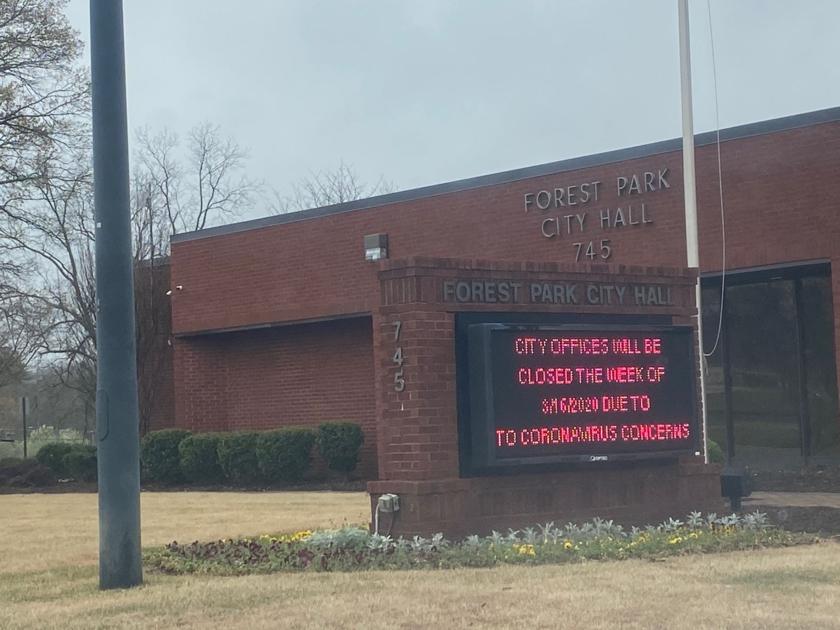 FOREST PARK
CITY HALL
745
FOREST PARK CITY HALL
745
CITY OFFICES WILL BE
CLOSED THE WEEK OF
3/16/2020 DUE TO
TO CORONAVIRUS CONCERNS